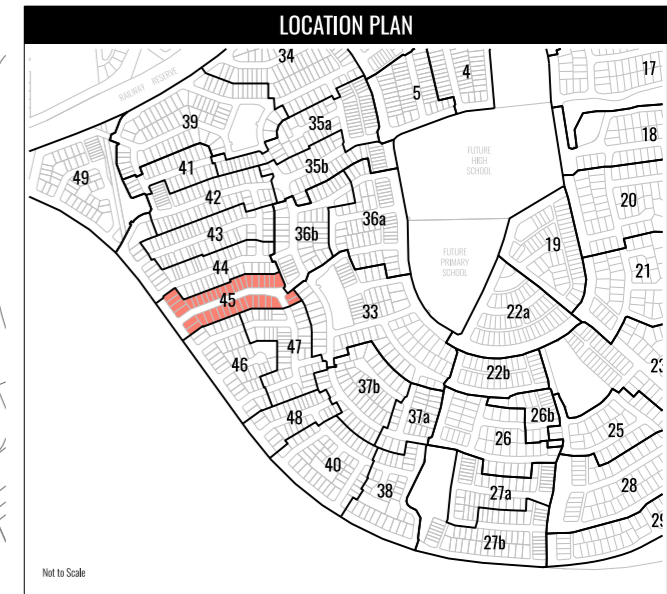 LOCATION PLAN
34
17
RAILWAY RESERVE
4
5
39
35a
18
FUTURE
HIGH
SCHOOL
41
35b
49
42
20
36a
43
36b
19
FUTURE
PRIMARY
SCHOOL
44
21
45
33
22a
47
46
22b
37b
37a
26b
48
26
25
40
38
27a
28
27b
Not to Scale